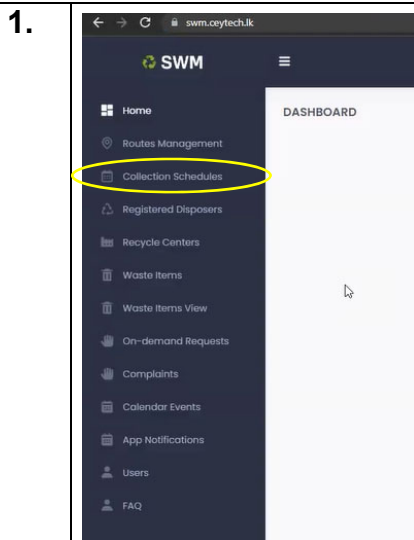 1.
swm.ceytech.lk
SWM
Home
DASHBOARD
Routes Management
Collection Schedules
Registered Disposers
Recycle Centers
Waste Items
Waste Items View
On-demand Requests
Complaints
Calendar Events
App Notifications
Users
FAQ